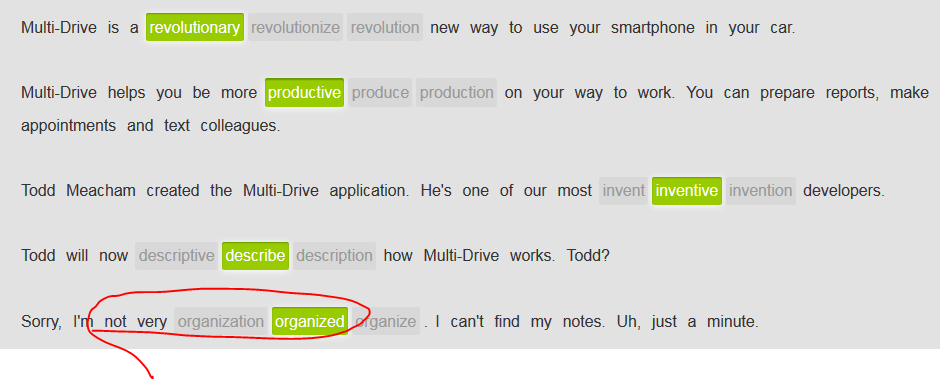 Multi-Drive is a revolutionary revolutionize revolution new way to use your smartphone in your car.
Multi-Drive helps you be more productive produce production on your way to work. You can prepare reports, make
appointments and text colleagues.
Todd Meacham created the Multi-Drive application. He's one of our most invent inventive invention developers.
Todd will now descriptive describe description how Multi-Drive works. Todd?
Sorry, I'm not very organization organized organize . I can't find my notes. Uh, just a minute.